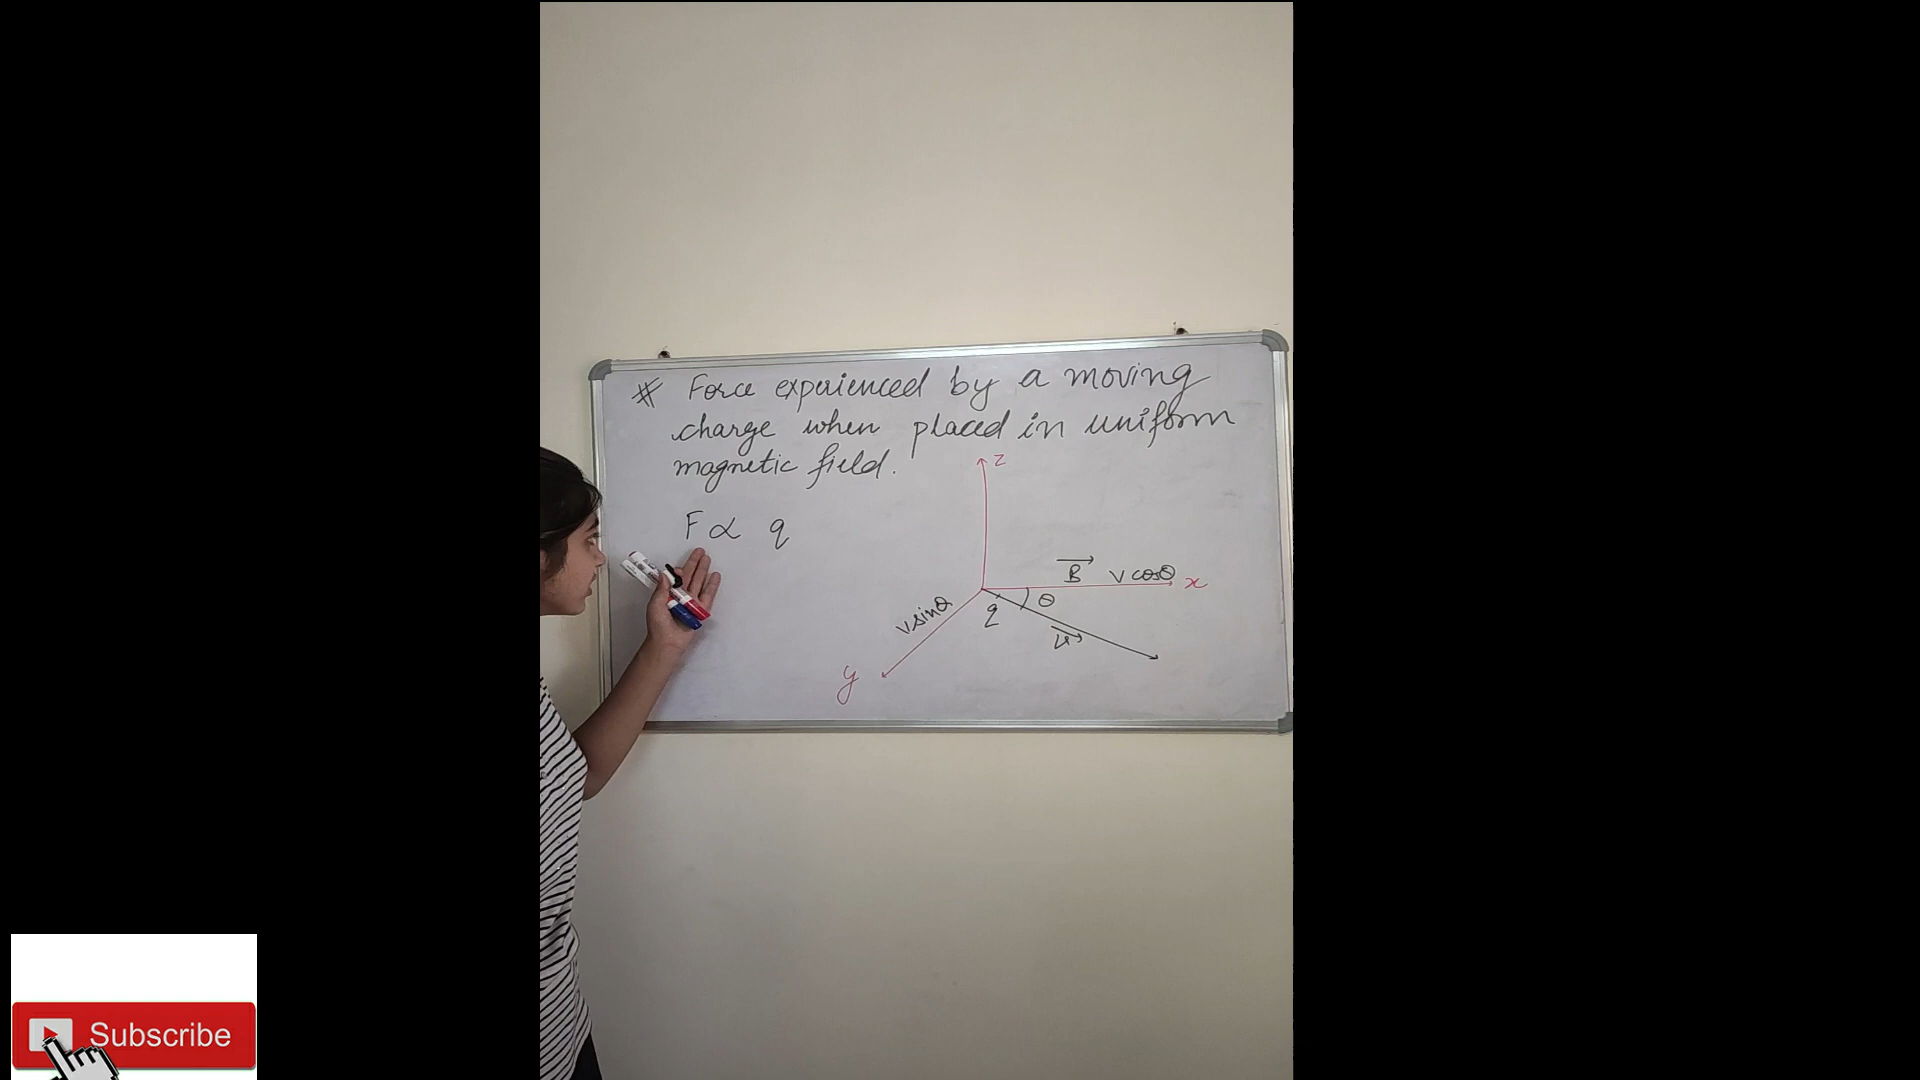 # Force experienced by a moving
charge when placed in uniform
magnetic field.
z
F ∝ q
B V cosθ x
θ
V sinθ q
v
y
Subscribe